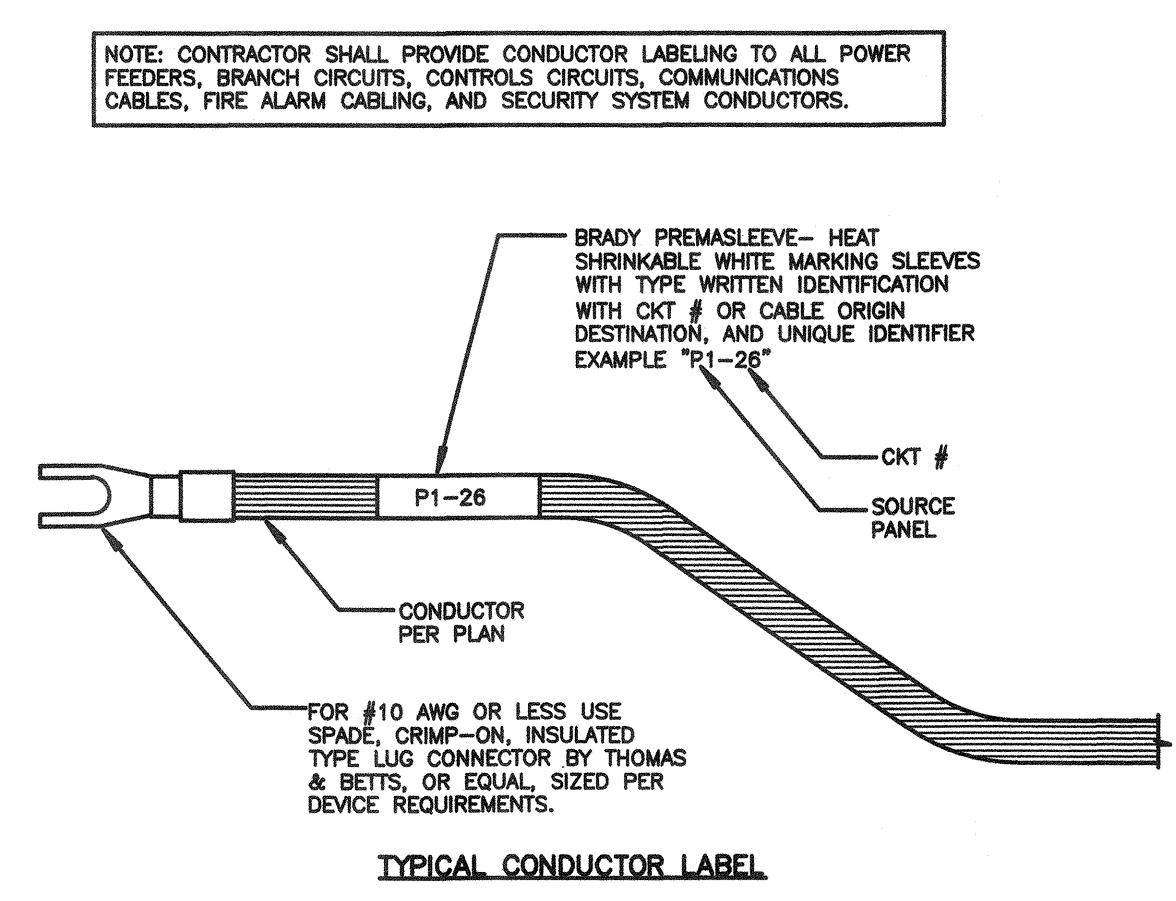 NOTE: CONTRACTOR SHALL PROVIDE CONDUCTOR LABELING TO ALL POWER
FEEDERS, BRANCH CIRCUITS, CONTROLS CIRCUITS, COMMUNICATIONS
CABLES, FIRE ALARM CABLING, AND SECURITY SYSTEM CONDUCTORS.
BRADY PREMASLEEVE- HEAT
SHRINKABLE WHITE MARKING SLEEVES
WITH TYPE WRITTEN IDENTIFICATION
WITH CKT # OR CABLE ORIGIN
DESTINATION, AND UNIQUE IDENTIFIER
EXAMPLE "P1-26"
CKT #
SOURCE
PANEL
P1-26
CONDUCTOR
PER PLAN
FOR #10 AWG OR LESS USE
SPADE, CRIMP-ON, INSULATED
TYPE LUG CONNECTOR BY THOMAS
& BETTS, OR EQUAL, SIZED PER
DEVICE REQUIREMENTS.
TYPICAL CONDUCTOR LABEL